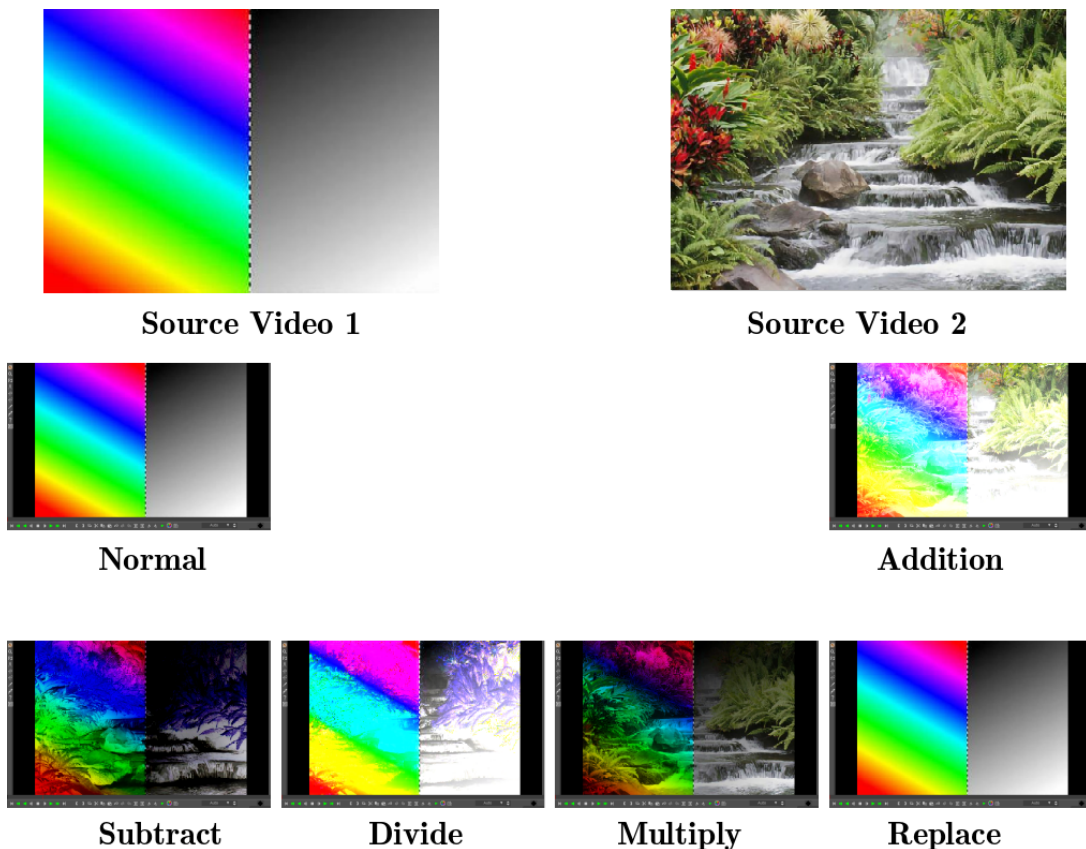 Source Video 1
Source Video 2
Normal
Addition
Subtract
Divide
Multiply
Replace